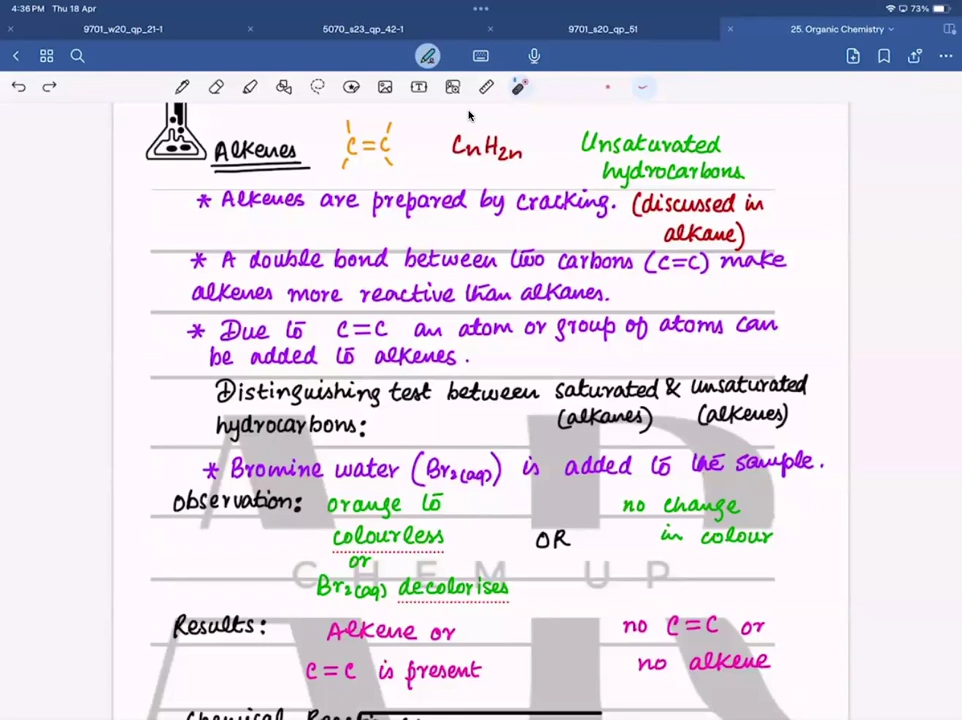 4:36 PM Thu 18 Apr
73%
9701_w20_qp_21-1
5070_s23_qp_42-1
9701_s20_qp_51
25. Organic Chemistry
Alkenes C=C CnH2n Unsaturated
hydrocarbons
* Alkenes are prepared by cracking. (discussed in
alkane)
* A double bond between two carbons (C=C) make
alkenes more reactive than alkanes.
* Due to C=C an atom or group of atoms can
be added to alkenes.
Distinguishing test between saturated & unsaturated
(alkanes) (alkenes)
hydrocarbons:
* Bromine water (Br2(aq)) is added to the sample.
Observation: orange to no change
colourless OR in colour
or
CHEM UP
Br2(aq) decolorises
Results: Alkene or no C=C or
C=C is present no alkene